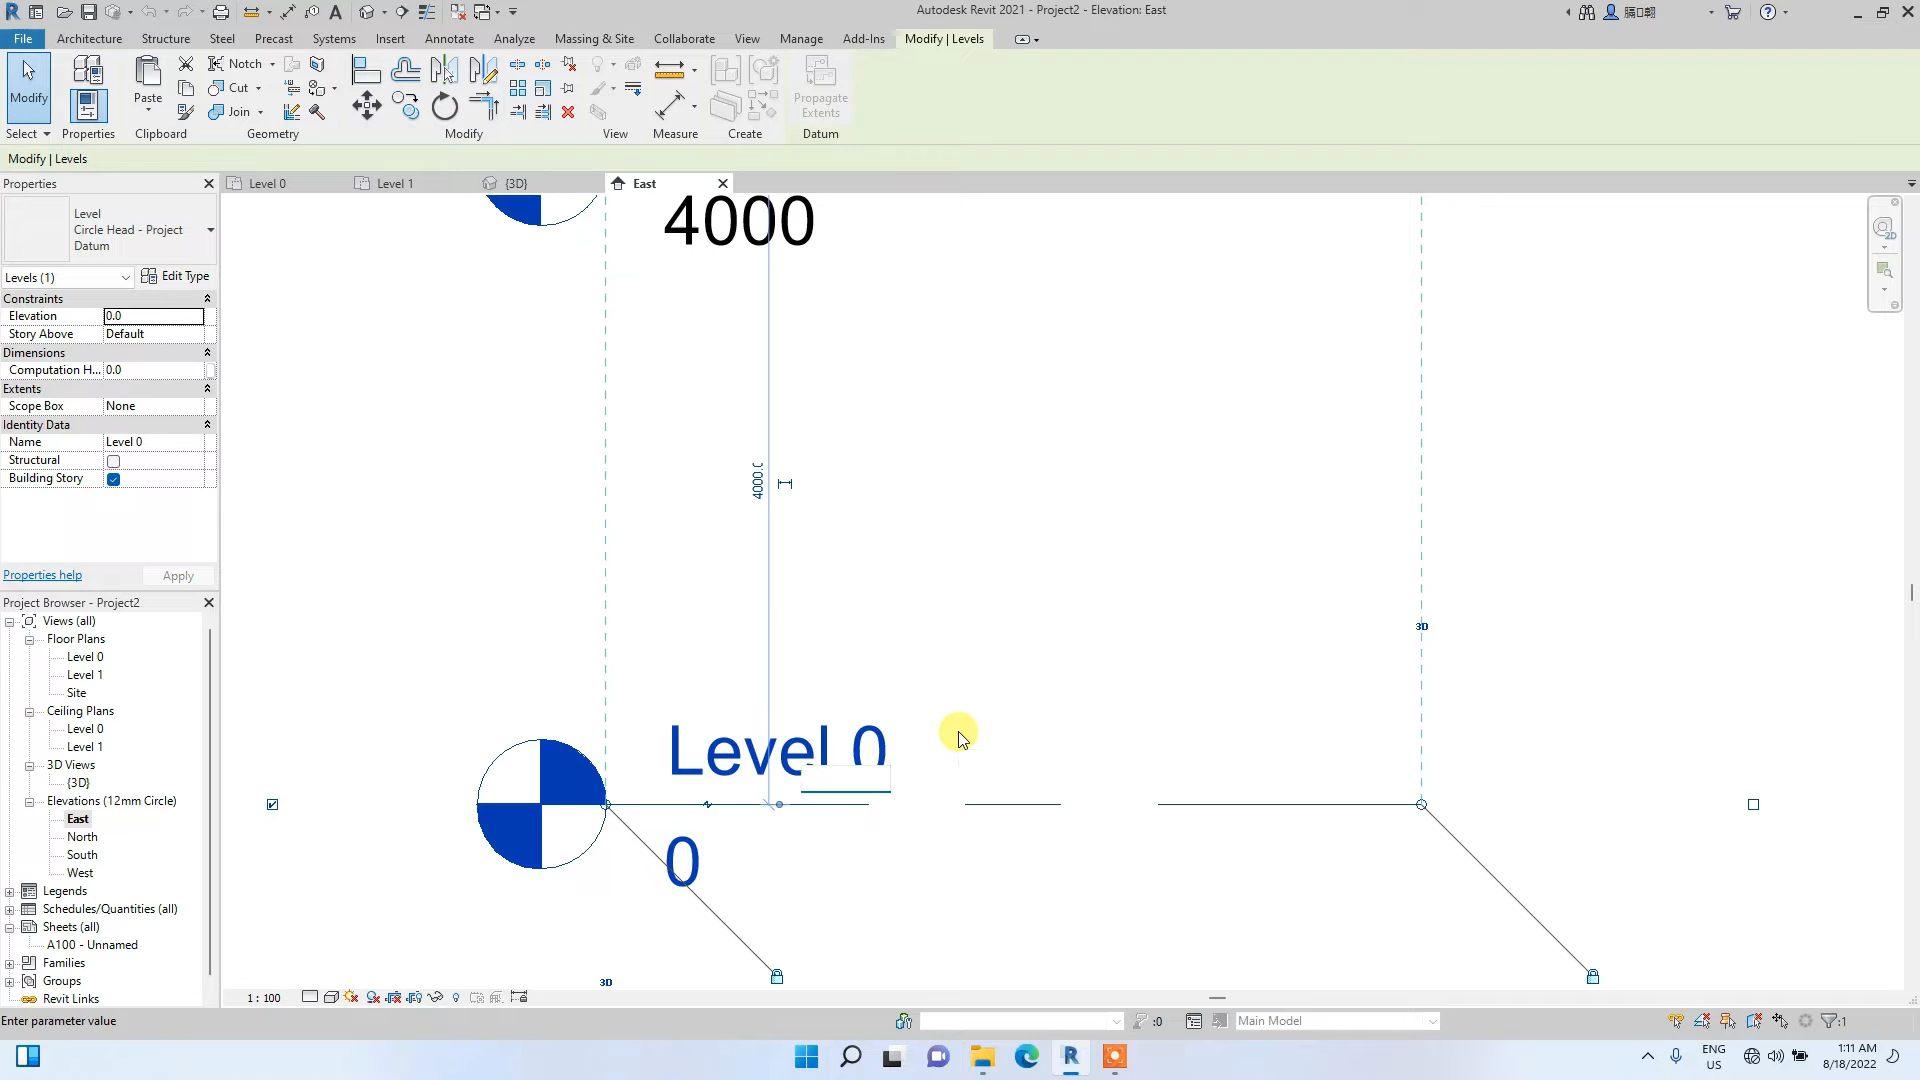 Autodesk Revit 2021 - Project2 - Elevation: East
File Architecture Structure Steel Precast Systems Insert Annotate Analyze Massing & Site Collaborate View Manage Add-Ins Modify | Levels
Modify
Paste
Notch
Cut
Join
Propagate
Extents
Select Properties Clipboard Geometry Modify View Measure Create Datum
Modify | Levels
Properties
Level 0
Level 1
{3D}
East
Level
Circle Head - Project
Datum
Levels (1)
Edit Type
Constraints
Elevation 0.0
Story Above Default
Dimensions
Computation H... 0.0
Extents
Scope Box None
Identity Data
Name Level 0
Structural
Building Story
Properties help
Apply
4000
4000.0
3D
Level 0
0
3D
Project Browser - Project2
Views (all)
Floor Plans
Level 0
Level 1
Site
Ceiling Plans
Level 0
Level 1
3D Views
{3D}
Elevations (12mm Circle)
East
North
South
West
Legends
Schedules/Quantities (all)
Sheets (all)
A100 - Unnamed
Families
Groups
Revit Links
1 : 100
Enter parameter value
:0
Main Model
:1
ENG
US
1:11 AM
8/18/2022